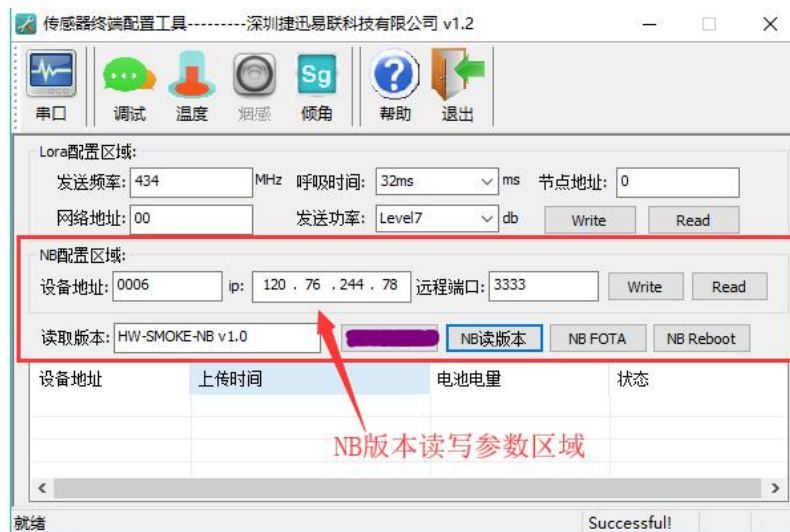 传感器终端配置工具---------深圳捷迅易联科技有限公司 v1.2
串口 调试 温度 烟感 Sg 倾角 ? 帮助 退出
Lora配置区域:
发送频率: 434 MHz 呼吸时间: 32ms ms 节点地址: 0
网络地址: 00 发送功率: Level7 db Write Read
NB配置区域:
设备地址: 0006 ip: 120 . 76 . 244 . 78 远程端口: 3333 Write Read
读取版本: HW-SMOKE-NB v1.0 NB读版本 NB FOTA NB Reboot
设备地址 上传时间 电池电量 状态
NB版本读写参数区域
就绪 Successful!